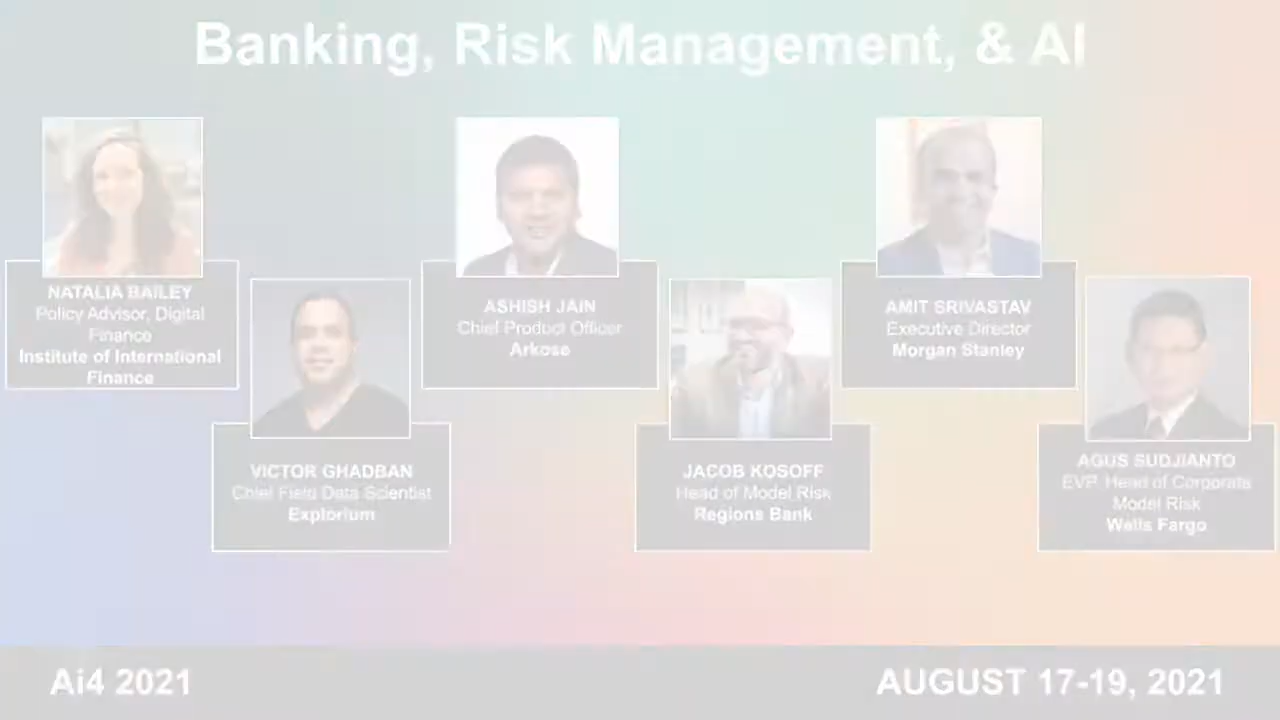 Banking, Risk Management, & AI
NATALIA BAILEY
Policy Advisor, Digital
Finance
Institute of International
Finance
VICTOR GHADBAN
Chief Field Data Scientist
Explorium
ASHISH JAIN
Chief Product Officer
Arkose
JACOB KOSOFF
Head of Model Risk
Regions Bank
AMIT SRIVASTAV
Executive Director
Morgan Stanley
AGUS SUDJIANTO
EVP, Head of Corporate
Model Risk
Wells Fargo
Ai4 2021
AUGUST 17-19, 2021